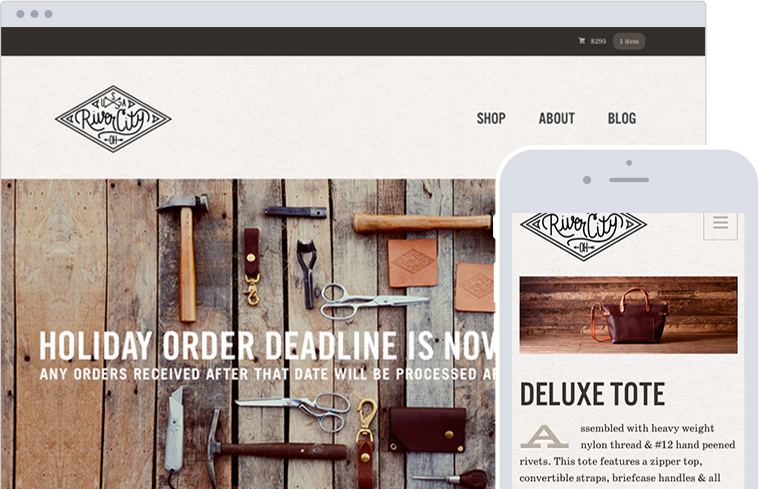 $295 1 item
U S
S A
River City
OH
SHOP ABOUT BLOG
HOLIDAY ORDER DEADLINE IS NOV
ANY ORDERS RECEIVED AFTER THAT DATE WILL BE PROCESSED
River City
OH
DELUXE TOTE
Assembled with heavy weight
nylon thread & #12 hand peened
rivets. This tote features a zipper top,
convertible straps, briefcase handles & all